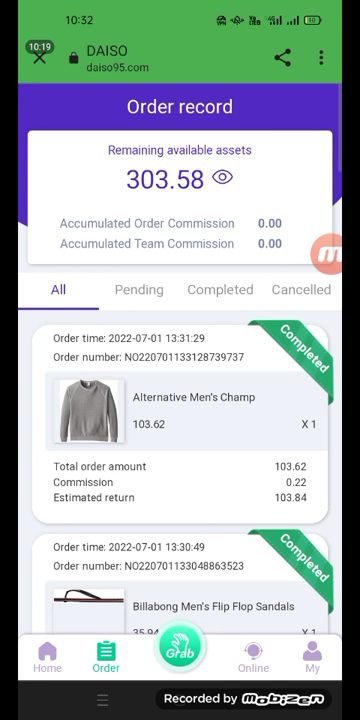 10:32
10
10:19
DAISO
daiso95.com
Order record
Remaining available assets
303.58
Accumulated Order Commission 0.00
Accumulated Team Commission 0.00
All Pending Completed Cancelled
Order time: 2022-07-01 13:31:29
Order number: NO220701133128739737
Completed
Alternative Men's Champ
103.62 X 1
Total order amount 103.62
Commission 0.22
Estimated return 103.84
Order time: 2022-07-01 13:30:49
Order number: NO220701133048863523
Completed
Billabong Men's Flip Flop Sandals
35.94 X 1
Home Order Grab Online My
Recorded by MOBIZEN